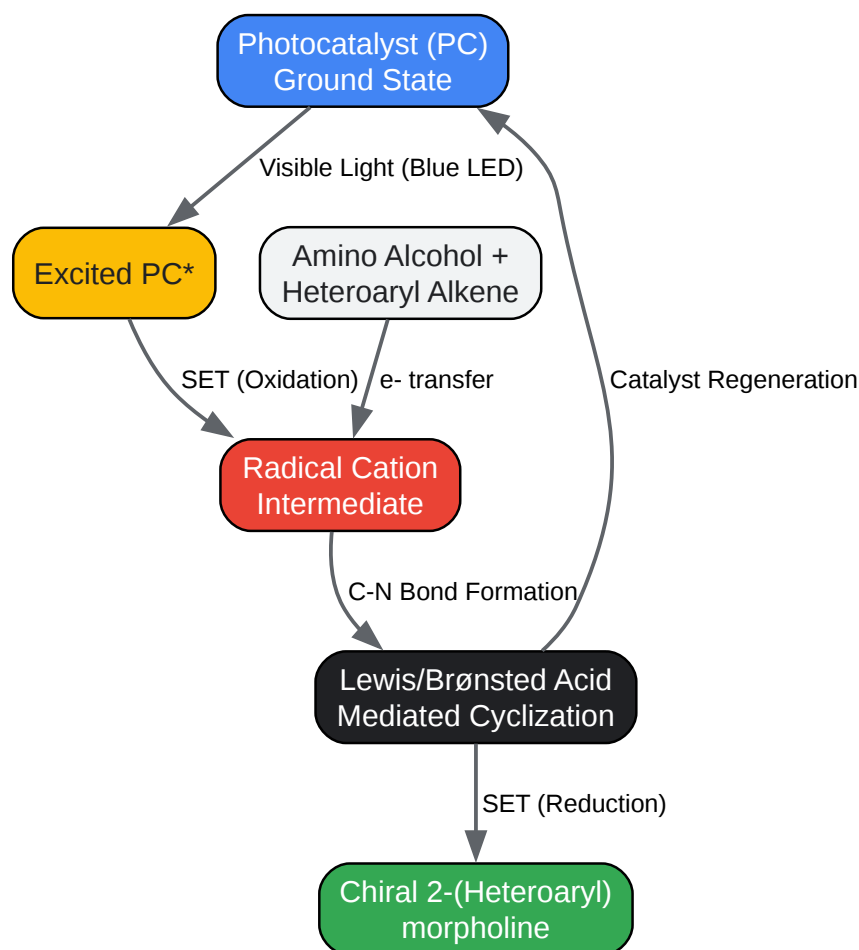 Photocatalyst (PC)
Ground State
Visible Light (Blue LED)
Excited PC*
Amino Alcohol +
Heteroaryl Alkene
SET (Oxidation)
e- transfer
Catalyst Regeneration
Radical Cation
Intermediate
C-N Bond Formation
Lewis/Brønsted Acid
Mediated Cyclization
SET (Reduction)
Chiral 2-(Heteroaryl)
morpholine